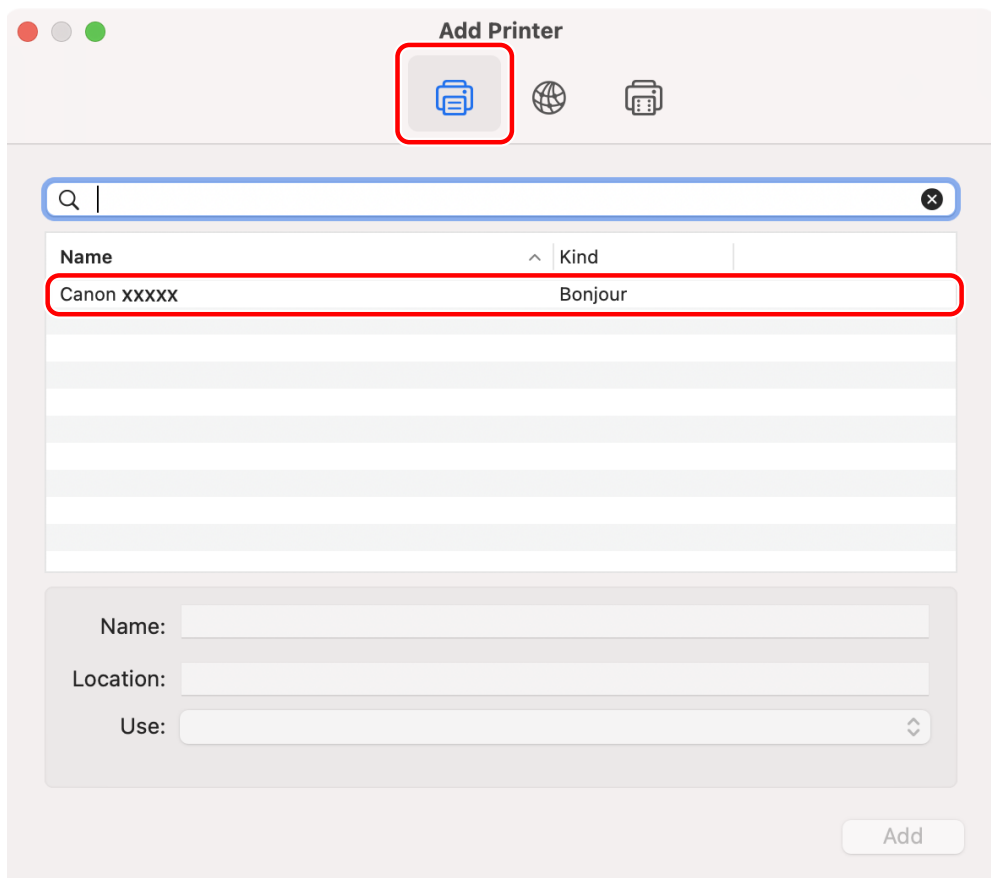 Add Printer
Name Kind
Canon xxxxx Bonjour
Name:
Location:
Use:
Add